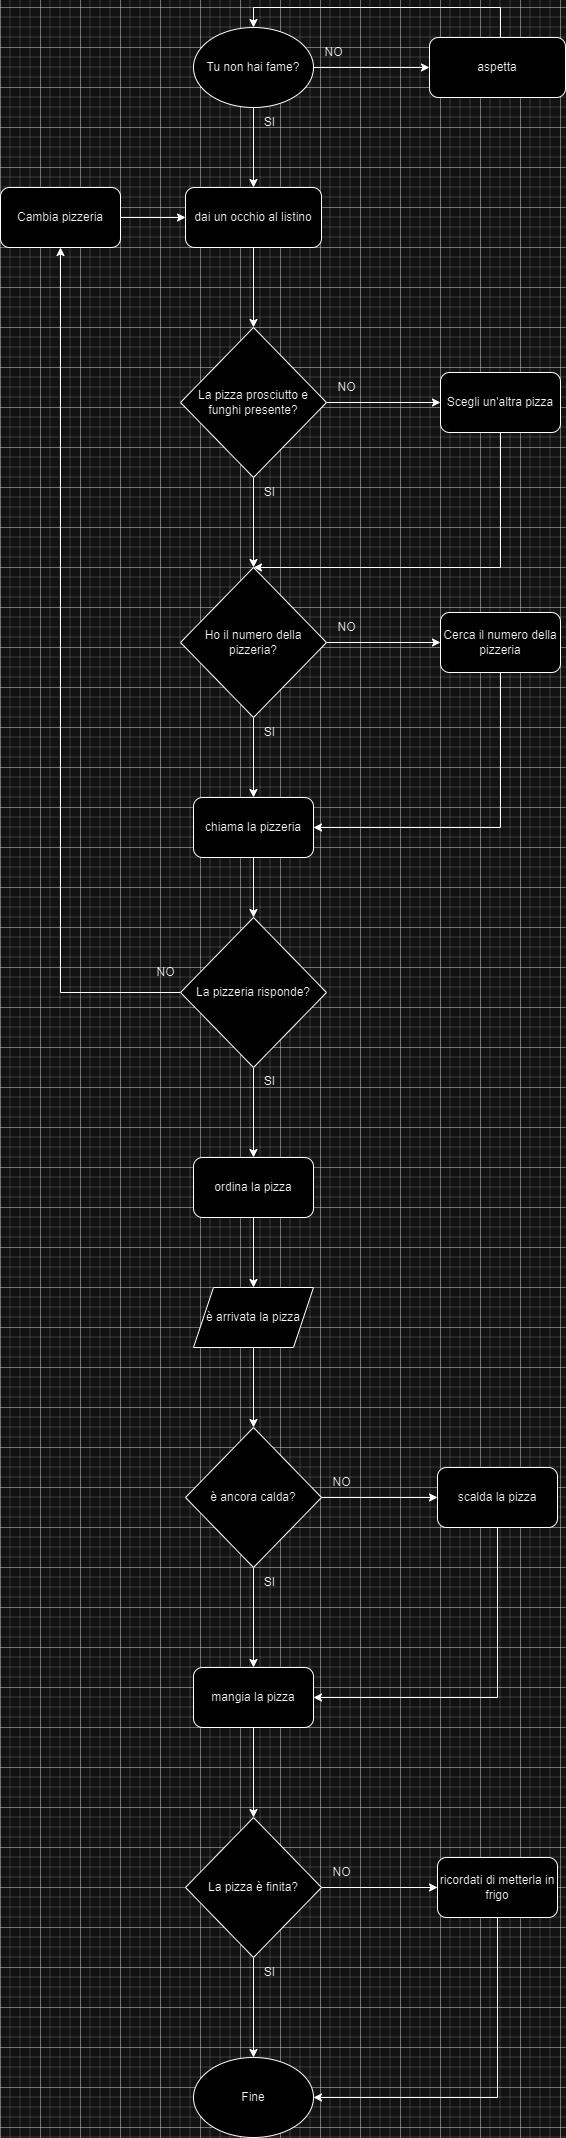 Tu non hai fame?
NO
aspetta
SI
Cambia pizzeria
dai un occhio al listino
La pizza prosciutto e
funghi presente?
NO
Scegli un'altra pizza
SI
Ho il numero della
pizzeria?
NO
Cerca il numero della
pizzeria
SI
chiama la pizzeria
La pizzeria risponde?
NO
SI
ordina la pizza
è arrivata la pizza
è ancora calda?
NO
scalda la pizza
SI
mangia la pizza
La pizza è finita?
NO
ricordati di metterla in
frigo
SI
Fine